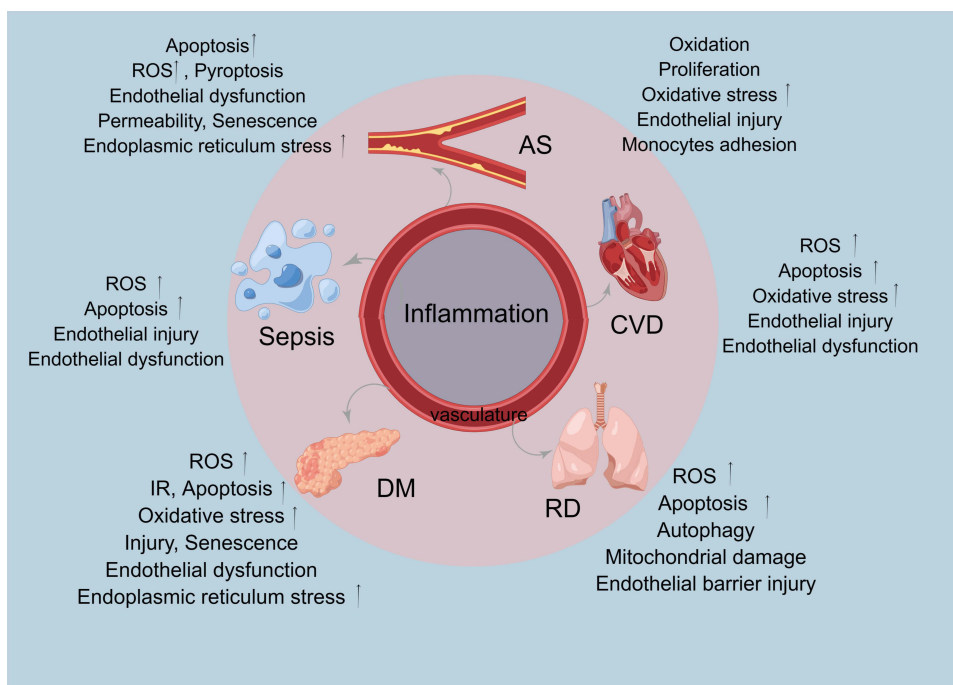 Apoptosis↑
ROS↑, Pyroptosis
Endothelial dysfunction
Permeability, Senescence
Endoplasmic reticulum stress ↑
Oxidation
Proliferation
Oxidative stress ↑
Endothelial injury
Monocytes adhesion
AS
ROS ↑
Apoptosis ↑
Endothelial injury
Endothelial dysfunction
Sepsis
Inflammation
vasculature
CVD
ROS ↑
Apoptosis ↑
Oxidative stress ↑
Endothelial injury
Endothelial dysfunction
ROS ↑
IR, Apoptosis ↑
Oxidative stress ↑
Injury, Senescence
Endothelial dysfunction
Endoplasmic reticulum stress ↑
DM
RD
ROS ↑
Apoptosis ↑
Autophagy
Mitochondrial damage
Endothelial barrier injury